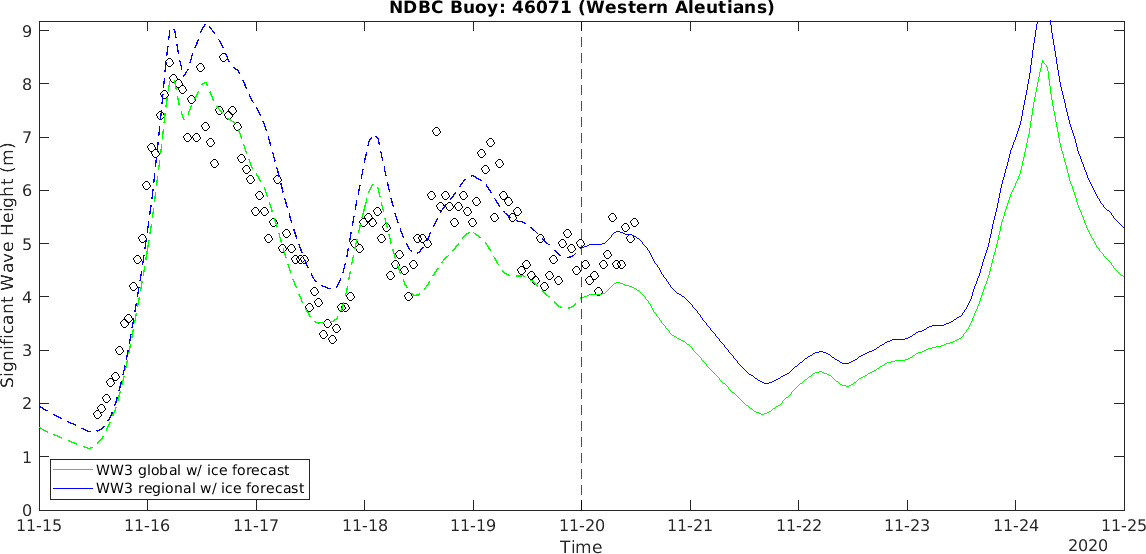 NDBC Buoy: 46071 (Western Aleutians)
9
8
7
6
5
4
3
2
1
0
Significant Wave Height (m)
WW3 global w/ ice forecast
WW3 regional w/ ice forecast
11-15 11-16 11-17 11-18 11-19 11-20 11-21 11-22 11-23 11-24 11-25
Time
2020